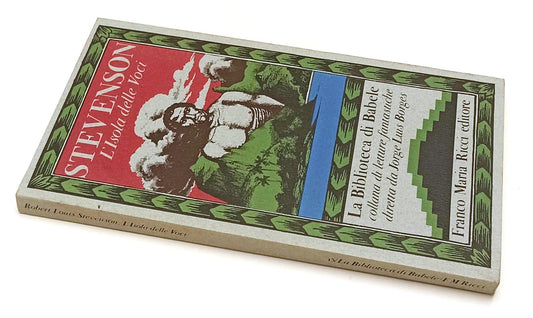 STEVENSON
L'Isola delle Voci
La Biblioteca di Babele
collana di letture fantastiche
diretta da Jorge Luis Borges
Franco Maria Ricci editore
Robert Louis Stevenson L'Isola delle Voci
La Biblioteca di Babele FM Ricci